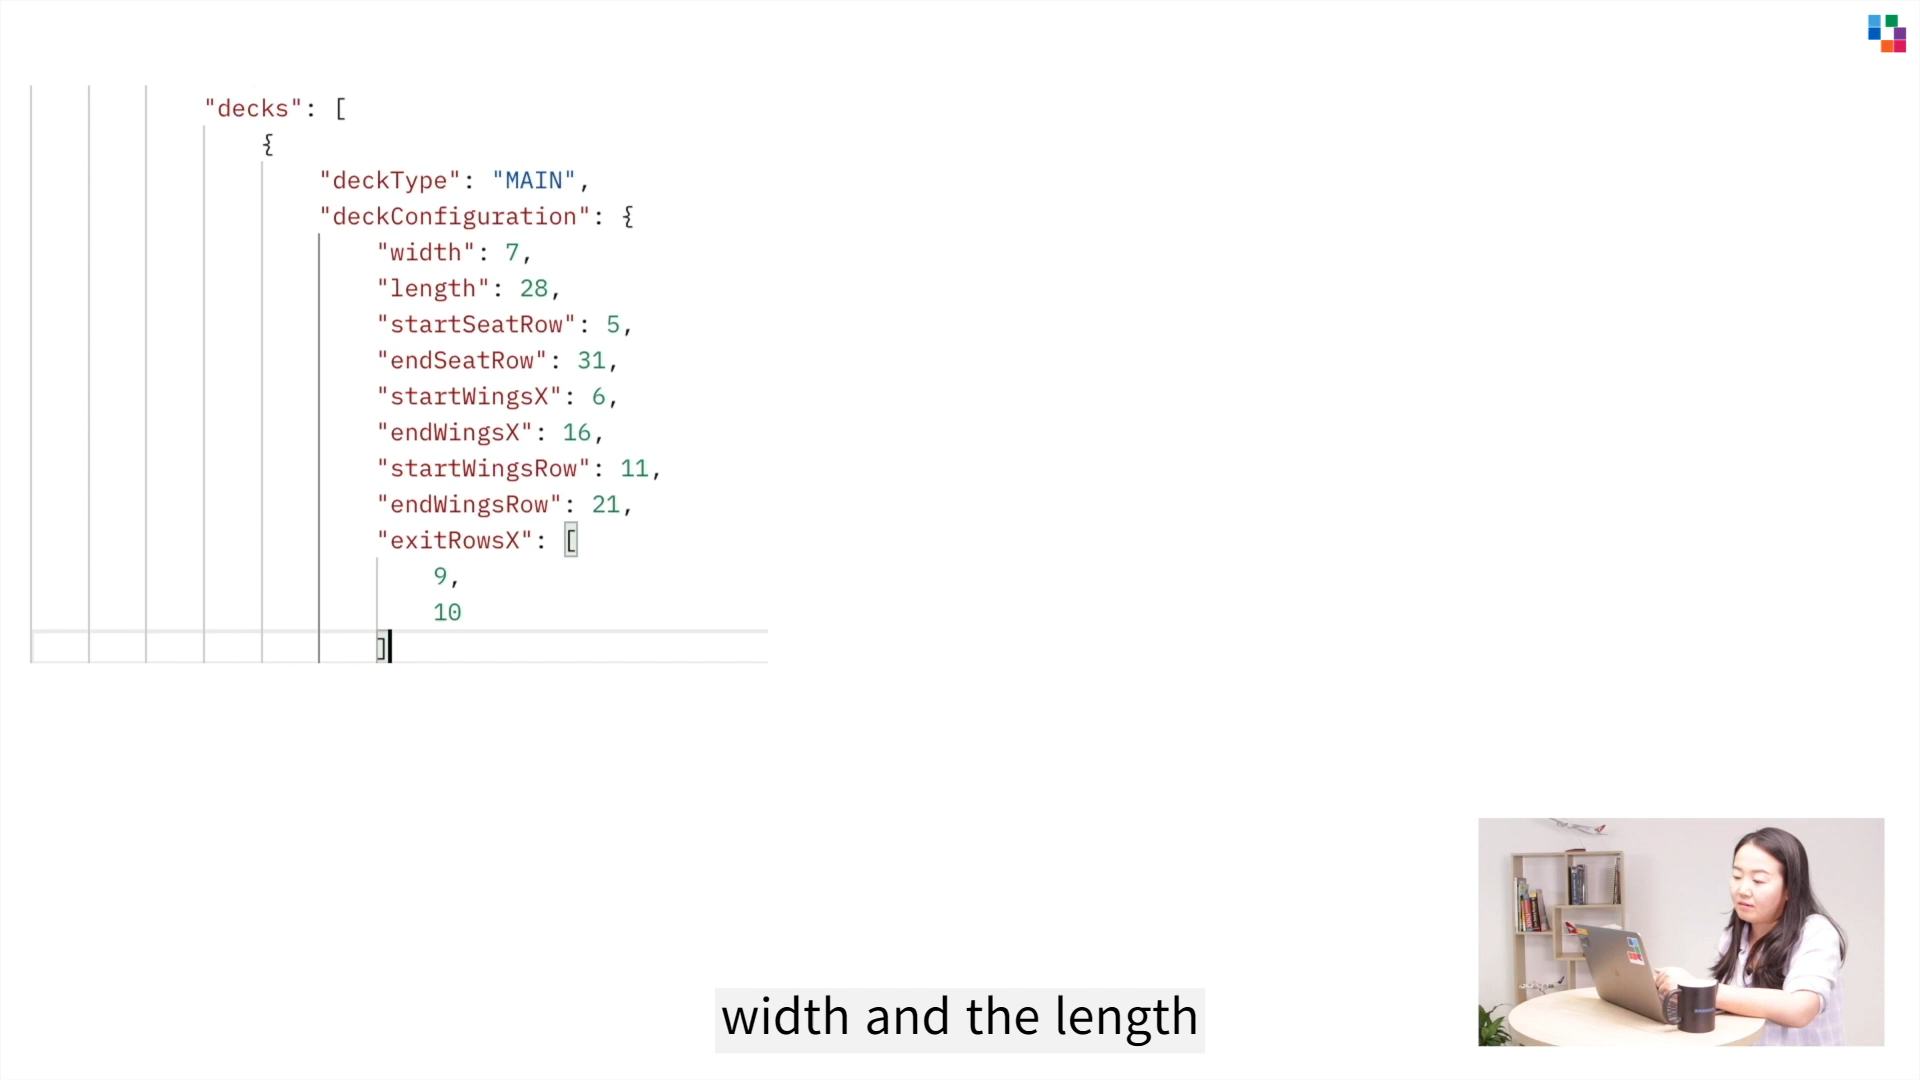 "decks": [
{
"deckType": "MAIN",
"deckConfiguration": {
"width": 7,
"length": 28,
"startSeatRow": 5,
"endSeatRow": 31,
"startWingsX": 6,
"endWingsX": 16,
"startWingsRow": 11,
"endWingsRow": 21,
"exitRowsX": [
9,
10
]
width and the length